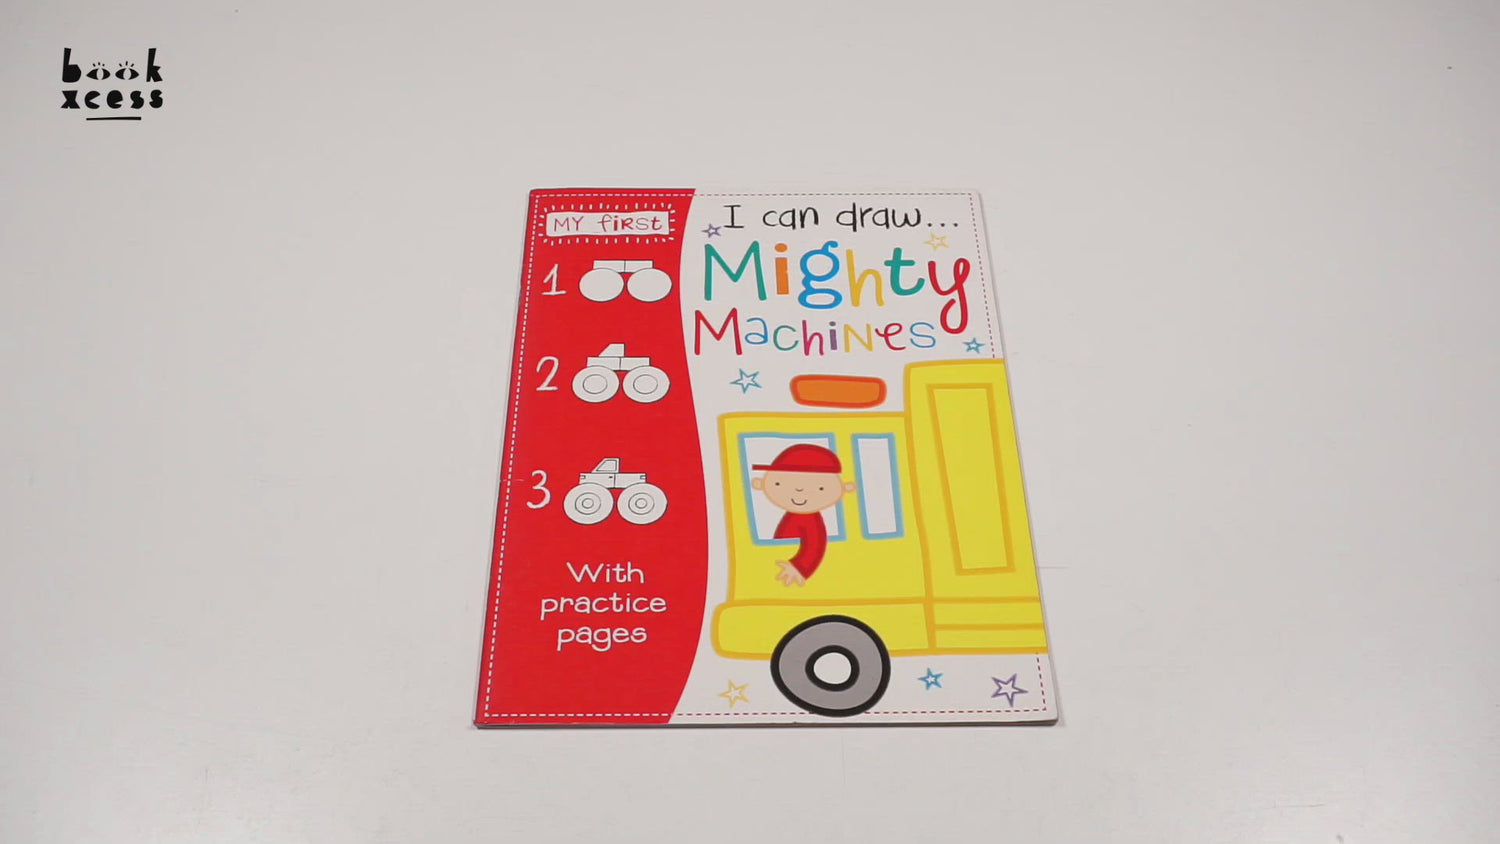 book
xcess
MY fiRst
1
2
3
With
practice
pages
I can draw...
Mighty
MachiNes